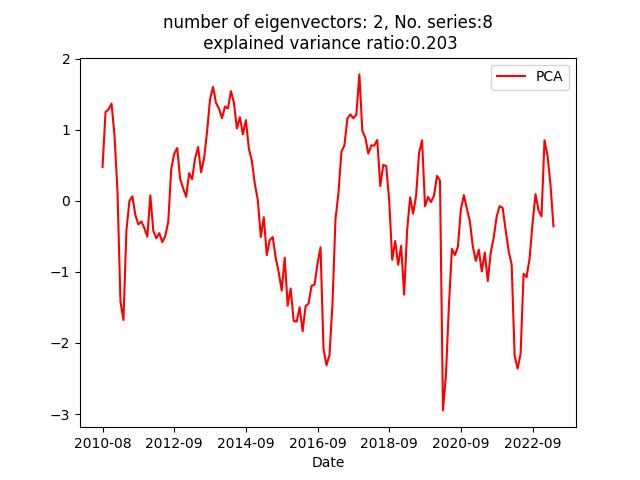 number of eigenvectors: 2, No. series:8
explained variance ratio:0.203
PCA
2
1
0
−1
−2
−3
2010-08 2012-09 2014-09 2016-09 2018-09 2020-09 2022-09
Date